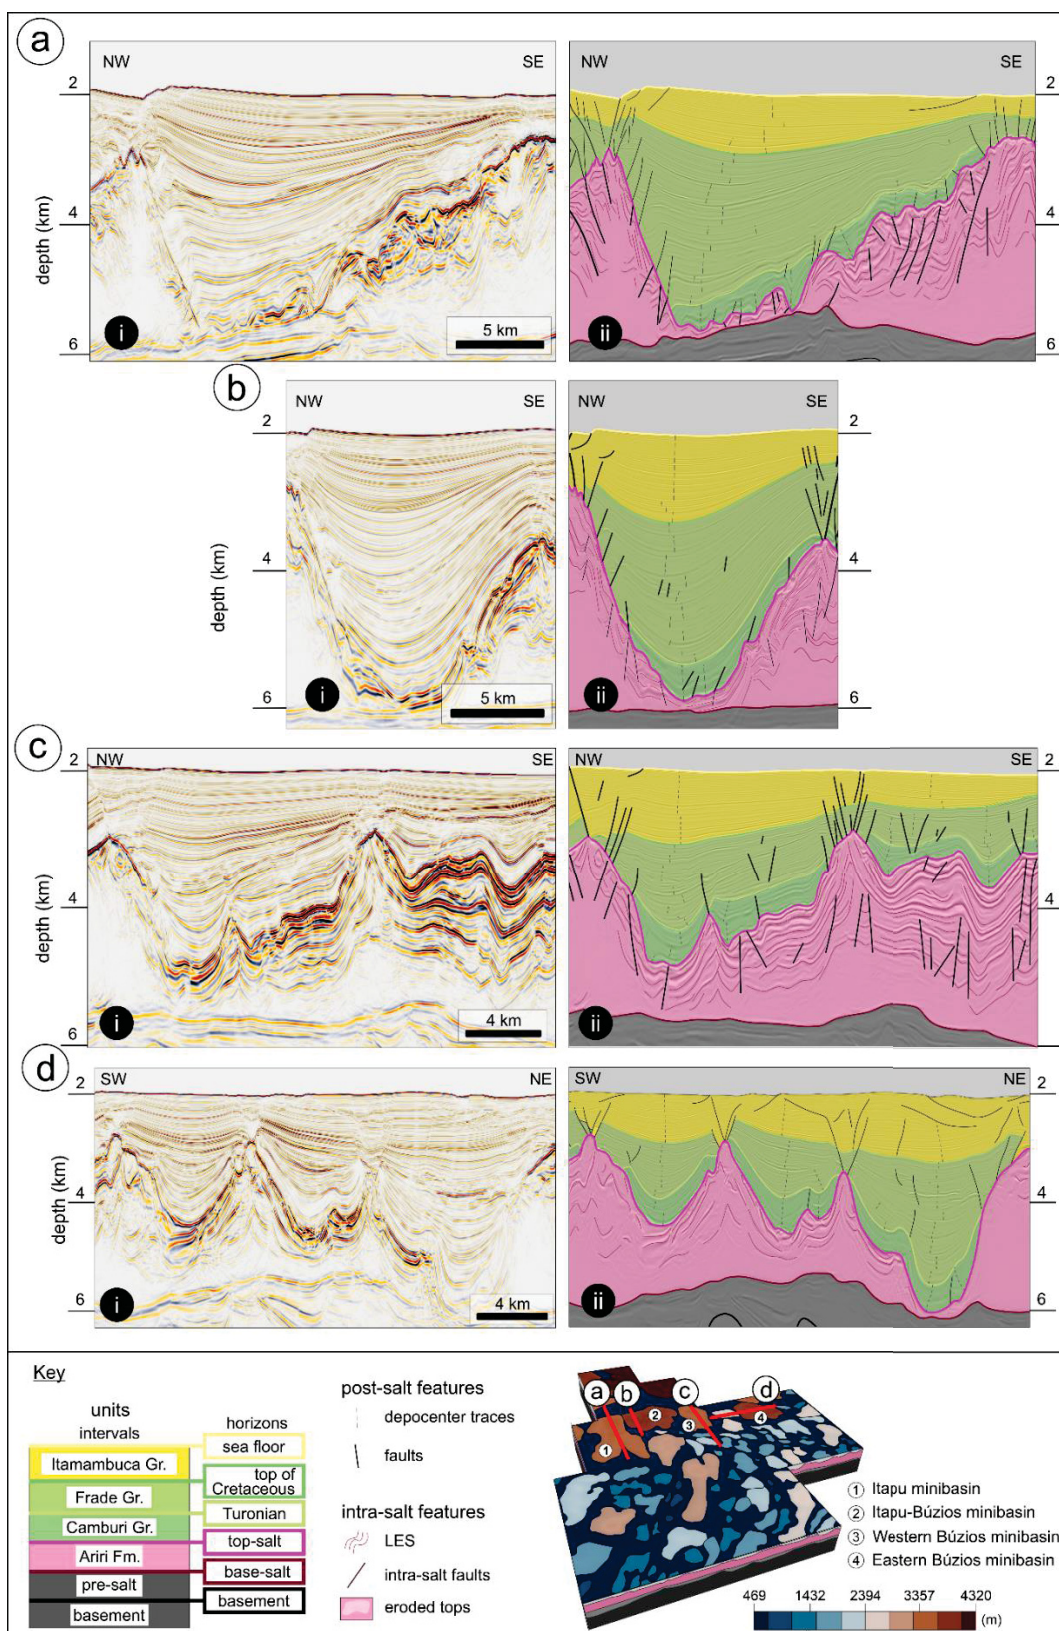 a
NW
SE
NW
SE
2
2
4
4
6
6
depth (km)
i
5 km
ii
b
NW
SE
NW
SE
2
2
4
4
6
6
depth (km)
i
5 km
ii
c
NW
SE
NW
SE
2
2
4
4
6
6
depth (km)
i
4 km
ii
d
SW
NE
SW
NE
2
2
4
4
6
6
depth (km)
i
4 km
ii
Key
units
intervals
horizons
Itamambuca Gr.
Frade Gr.
Camburi Gr.
Ariri Fm.
pre-salt
basement
sea floor
top of
Cretaceous
Turonian
top-salt
base-salt
basement
post-salt features
depocenter traces
faults
intra-salt features
LES
intra-salt faults
eroded tops
a
b
c
d
1
2
3
4
1 Itapu minibasin
2 Itapu-Búzios minibasin
3 Western Búzios minibasin
4 Eastern Búzios minibasin
469 1432 2394 3357 4320
(m)